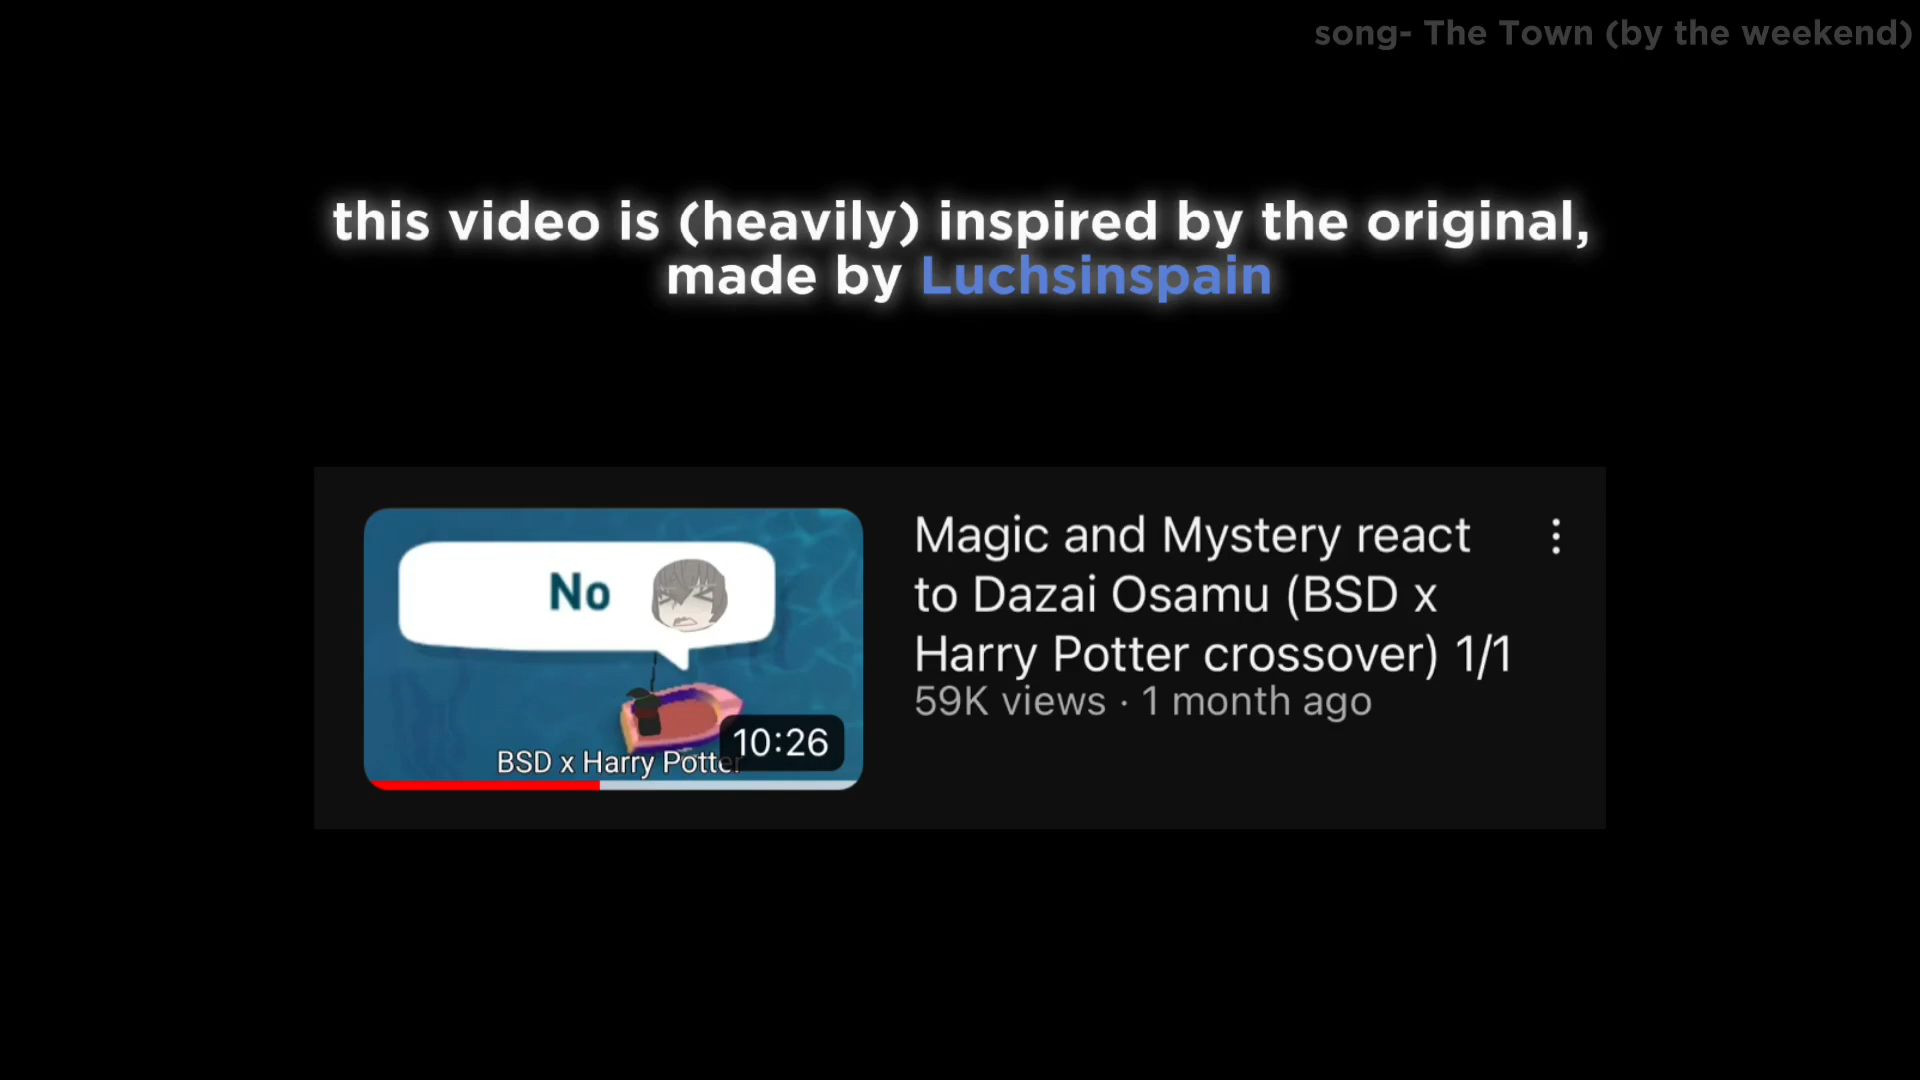 song- The Town (by the weekend)
this video is (heavily) inspired by the original,
made by Luchsinspain
No
10:26
BSD x Harry Potter
Magic and Mystery react
to Dazai Osamu (BSD x
Harry Potter crossover) 1/1
59K views · 1 month ago